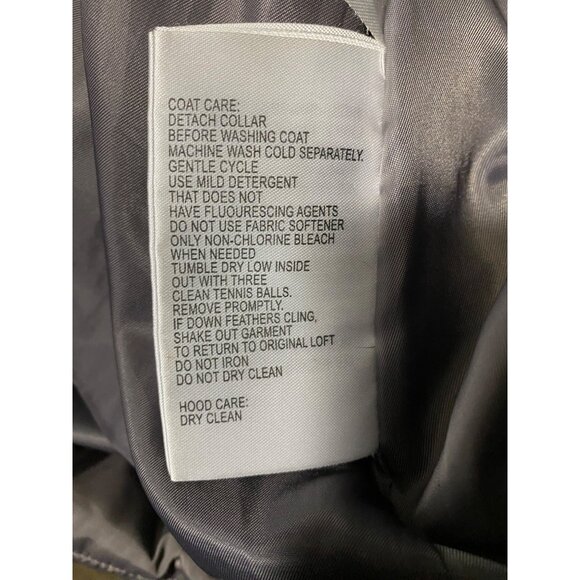 COAT CARE:
DETACH COLLAR
BEFORE WASHING COAT
MACHINE WASH COLD SEPARATELY.
GENTLE CYCLE
USE MILD DETERGENT
THAT DOES NOT
HAVE FLUOURESCING AGENTS
DO NOT USE FABRIC SOFTENER
ONLY NON-CHLORINE BLEACH
WHEN NEEDED
TUMBLE DRY LOW INSIDE
OUT WITH THREE
CLEAN TENNIS BALLS.
REMOVE PROMPTLY.
IF DOWN FEATHERS CLING,
SHAKE OUT GARMENT
TO RETURN TO ORIGINAL LOFT
DO NOT IRON
DO NOT DRY CLEAN
HOOD CARE:
DRY CLEAN